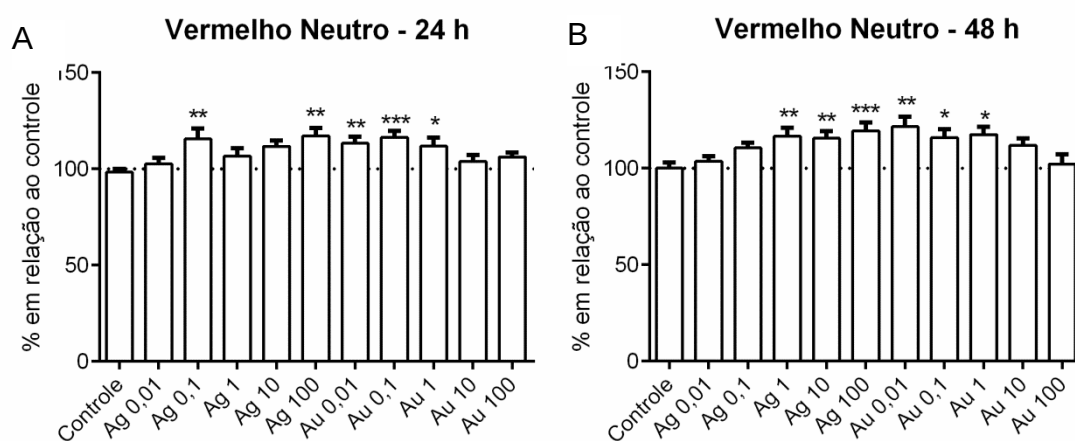 A
Vermelho Neutro - 24 h
% em relação ao controle
150
100
50
0
** ** ** *** *
Controle
Ag 0,01
Ag 0,1
Ag 1
Ag 10
Ag 100
Au 0,01
Au 0,1
Au 1
Au 10
Au 100
B
Vermelho Neutro - 48 h
% em relação ao controle
150
100
50
0
** ** *** ** * *
Controle
Ag 0,01
Ag 0,1
Ag 1
Ag 10
Ag 100
Au 0,01
Au 0,1
Au 1
Au 10
Au 100